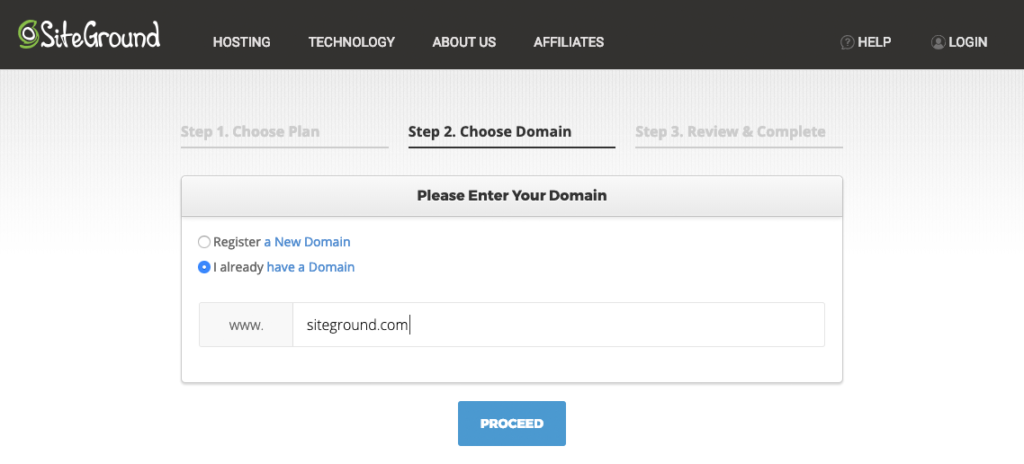 SiteGround HOSTING TECHNOLOGY ABOUT US AFFILIATES HELP LOGIN
Step 1. Choose Plan Step 2. Choose Domain Step 3. Review & Complete
Please Enter Your Domain
Register a New Domain
I already have a Domain
www. siteground.com
PROCEED